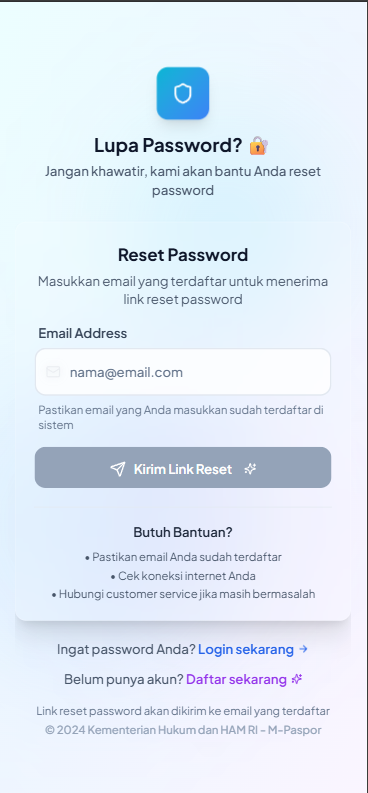 Lupa Password? 🔐
Jangan khawatir, kami akan bantu Anda reset
password
Reset Password
Masukkan email yang terdaftar untuk menerima
link reset password
Email Address
nama@email.com
Pastikan email yang Anda masukkan sudah terdaftar di
sistem
Kirim Link Reset
Butuh Bantuan?
• Pastikan email Anda sudah terdaftar
• Cek koneksi internet Anda
• Hubungi customer service jika masih bermasalah
Ingat password Anda? Login sekarang →
Belum punya akun? Daftar sekarang
Link reset password akan dikirim ke email yang terdaftar
© 2024 Kementerian Hukum dan HAM RI - M-Paspor